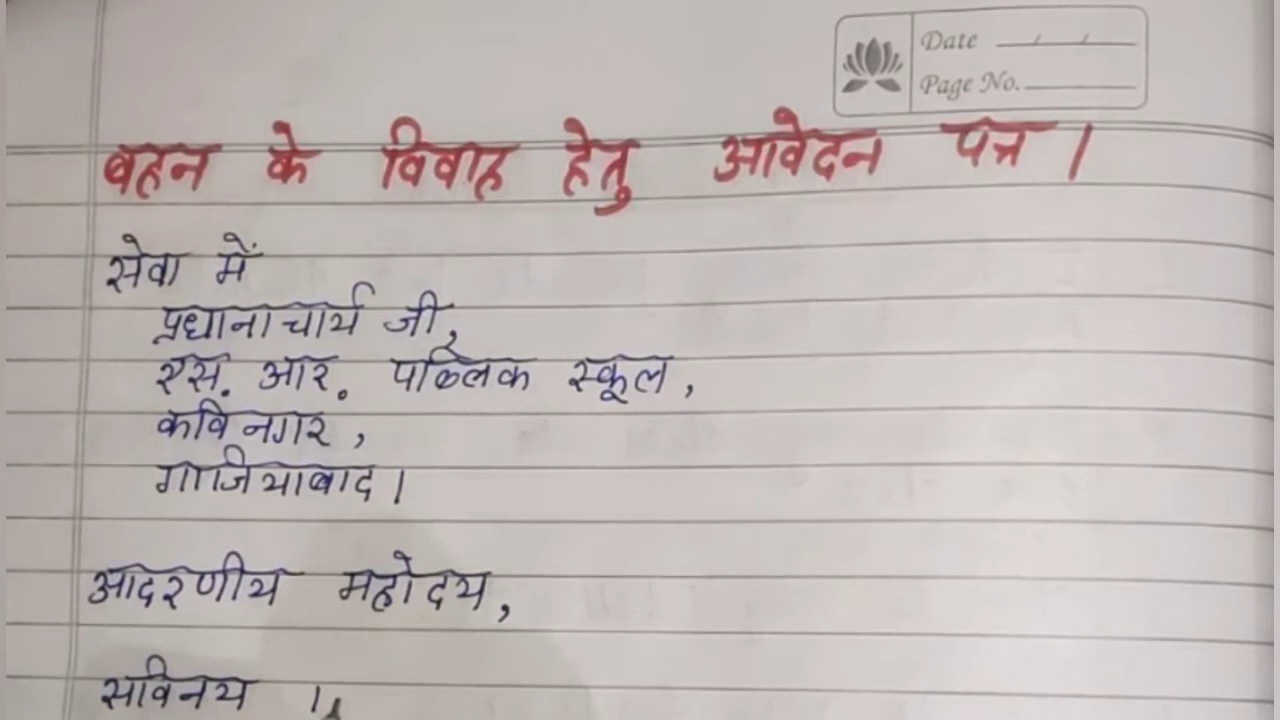 Date
Page No.
बहन के विवाह हेतु आवेदन पत्र ।
सेवा में
प्रधानाचार्य जी,
एस. आर. पब्लिक स्कूल,
कविनगर,
गाजियाबाद।
आदरणीय महोदय,
सविनय